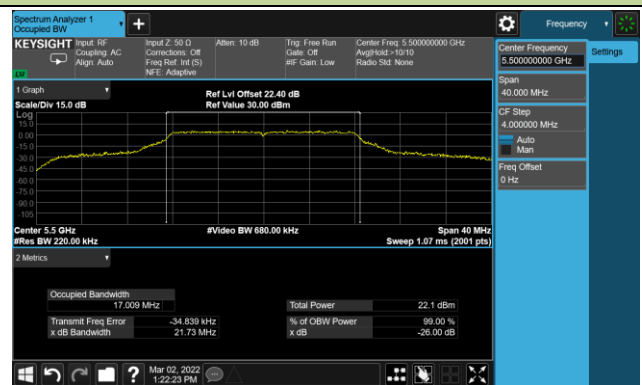 Spectrum Analyzer 1
Occupied BW
+
Frequency
KEYSIGHT
Input: RF
Coupling: AC
Align: Auto
Input Z: 50 Ω
Corrections: Off
Freq Ref: Int (S)
NFE: Adaptive
Atten: 10 dB
Trig: Free Run
Gate: Off
#IF Gain: Low
Center Freq: 5.500000000 GHz
Avg|Hold:>10/10
Radio Std: None
Center Frequency
5.500000000 GHz
Settings
Span
40.000 MHz
CF Step
4.000000 MHz
Auto
Man
Freq Offset
0 Hz
1 Graph
Scale/Div 15.0 dB
Ref Lvl Offset 22.40 dB
Ref Value 30.00 dBm
Log
15.0
0.00
-15.0
-30.0
-45.0
-60.0
-75.0
-90.0
-105
Center 5.5 GHz
#Res BW 220.00 kHz
#Video BW 680.00 kHz
Span 40 MHz
Sweep 1.07 ms (2001 pts)
2 Metrics
Occupied Bandwidth
17.009 MHz
Total Power 22.1 dBm
Transmit Freq Error -34.839 kHz
% of OBW Power 99.00 %
x dB Bandwidth 21.73 MHz
x dB -26.00 dB
?
Mar 02, 2022
1:22:23 PM